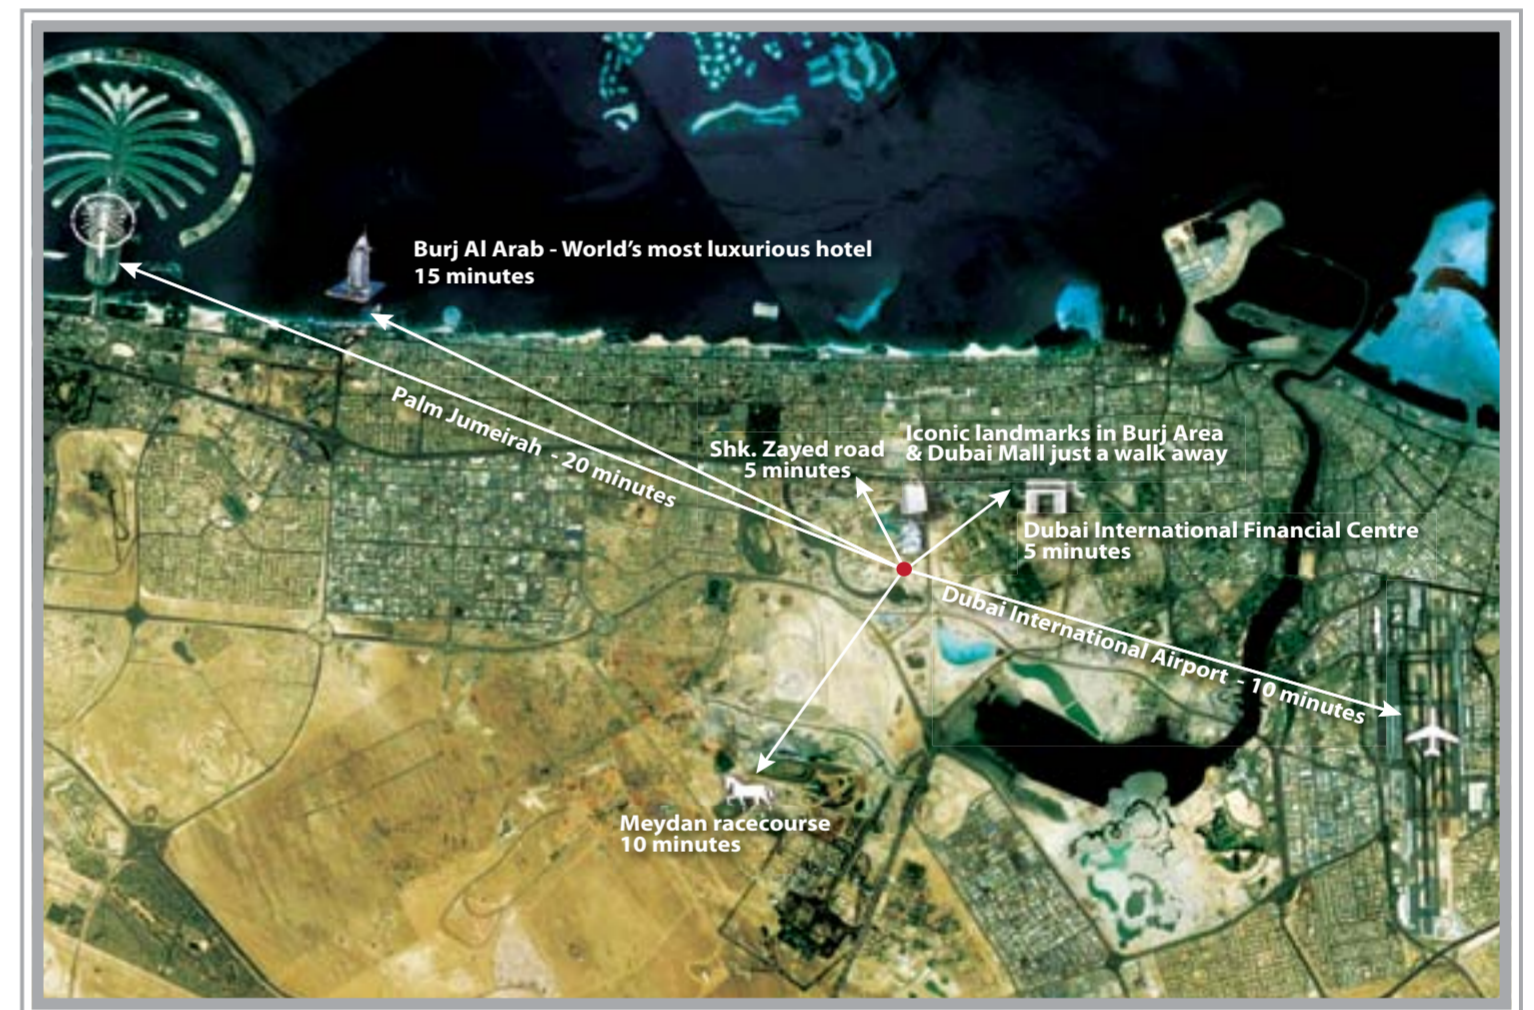 Burj Al Arab - World's most luxurious hotel
15 minutes
Palm Jumeirah - 20 minutes
Shk. Zayed road
5 minutes
Iconic landmarks in Burj Area
& Dubai Mall just a walk away
Dubai International Financial Centre
5 minutes
Dubai International Airport - 10 minutes
Meydan racecourse
10 minutes